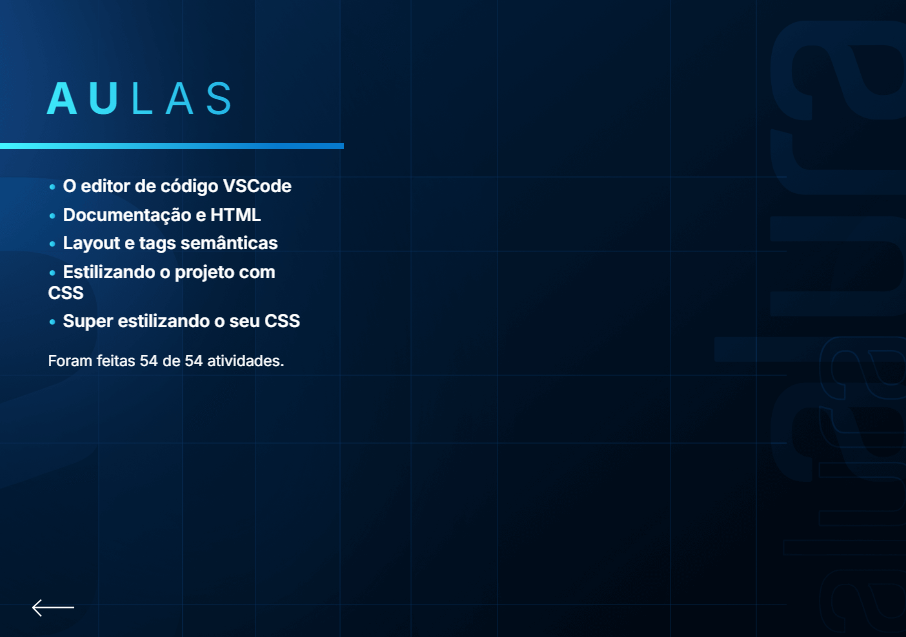 AULAS
• O editor de código VSCode
• Documentação e HTML
• Layout e tags semânticas
• Estilizando o projeto com
CSS
• Super estilizando o seu CSS
Foram feitas 54 de 54 atividades.
alura
alura